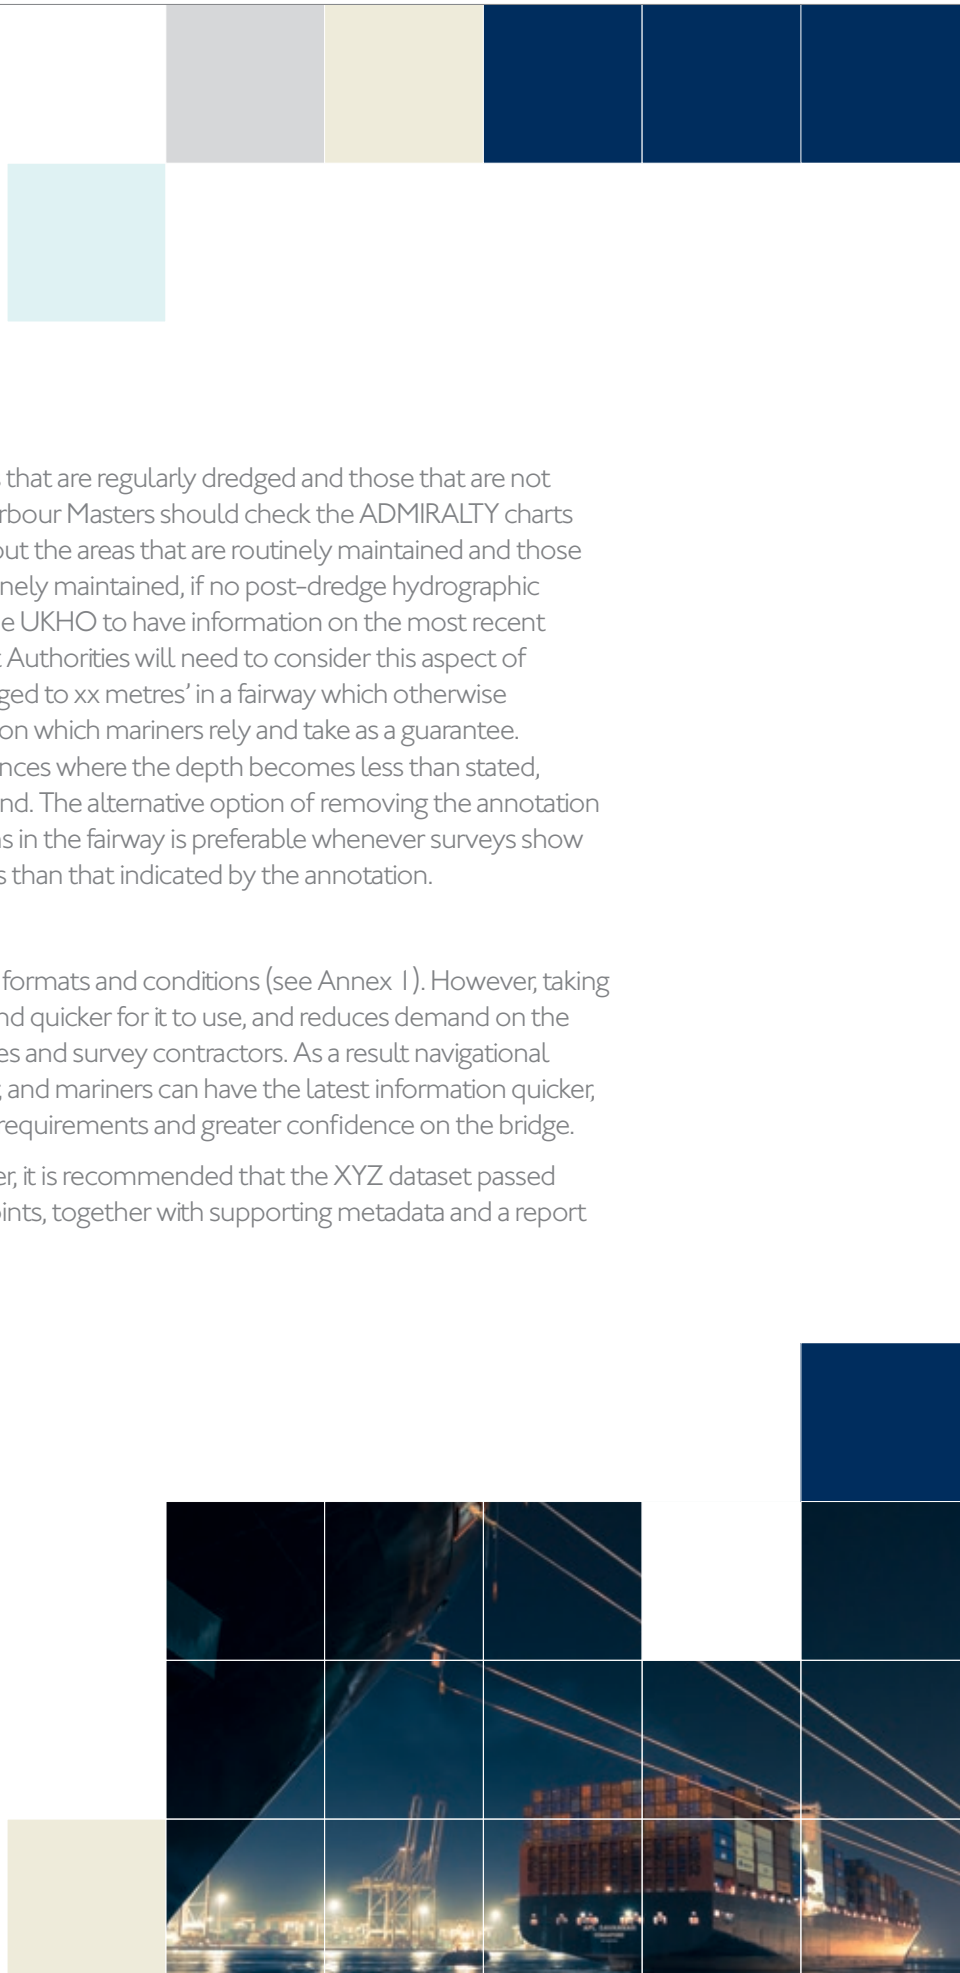 s that are regularly dredged and those that are not
rbour Masters should check the ADMIRALTY charts
out the areas that are routinely maintained and those
nely maintained, if no post-dredge hydrographic
e UKHO to have information on the most recent
t Authorities will need to consider this aspect of
ged to xx metres’ in a fairway which otherwise
on which mariners rely and take as a guarantee.
nces where the depth becomes less than stated,
nd. The alternative option of removing the annotation
ns in the fairway is preferable whenever surveys show
s than that indicated by the annotation.
formats and conditions (see Annex 1). However, taking
nd quicker for it to use, and reduces demand on the
es and survey contractors. As a result navigational
, and mariners can have the latest information quicker,
requirements and greater confidence on the bridge.
er, it is recommended that the XYZ dataset passed
oints, together with supporting metadata and a report